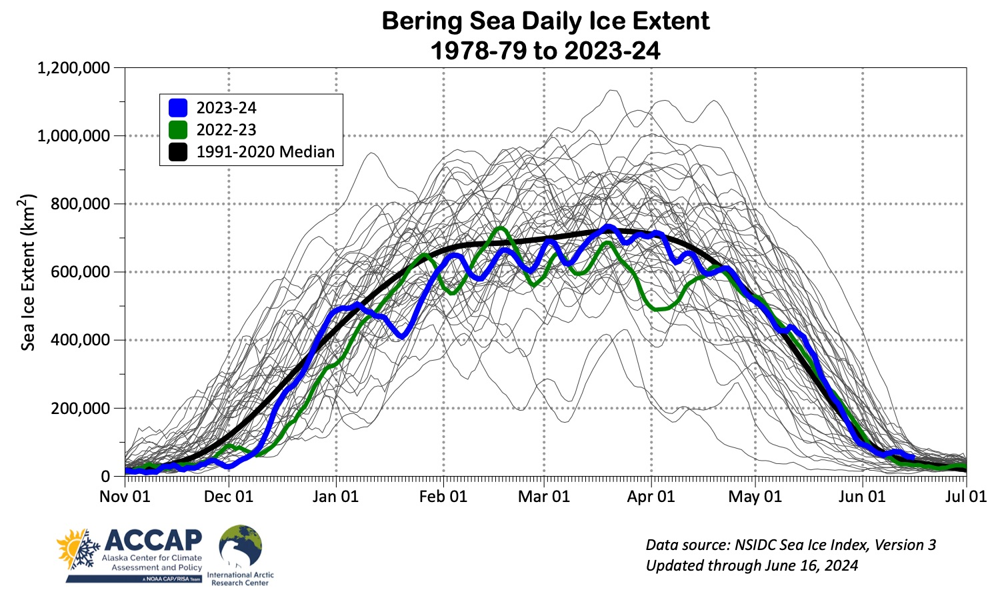 Bering Sea Daily Ice Extent
1978-79 to 2023-24
1,200,000
1,000,000
800,000
600,000
400,000
200,000
0
Sea Ice Extent (km²)
2023-24
2022-23
1991-2020 Median
Nov 01 Dec 01 Jan 01 Feb 01 Mar 01 Apr 01 May 01 Jun 01 Jul 01
ACCAP
Alaska Center for Climate
Assessment and Policy
A NOAA CAP/RISA Team
International Arctic
Research Center
Data source: NSIDC Sea Ice Index, Version 3
Updated through June 16, 2024